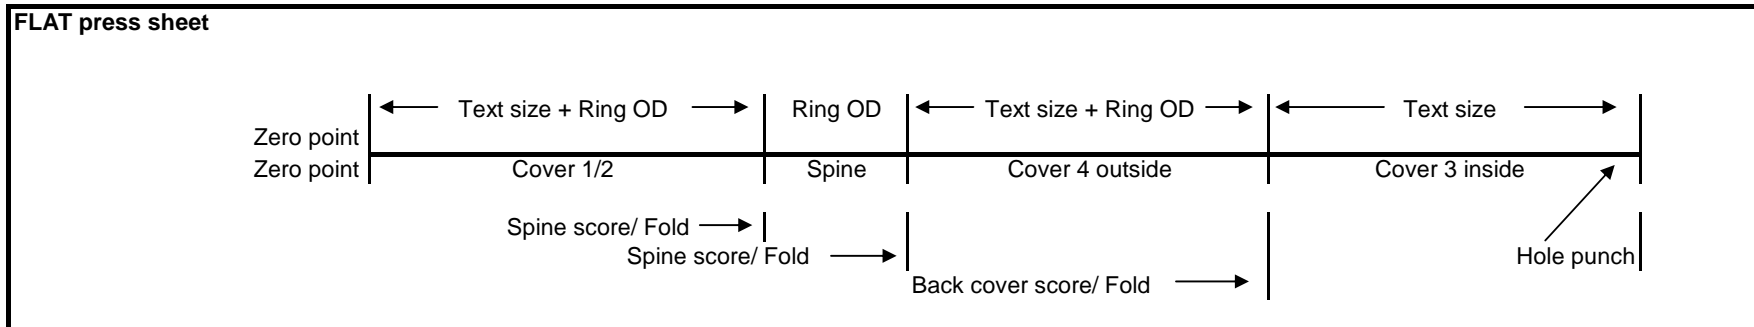 FLAT press sheet
Text size + Ring OD Ring OD Text size + Ring OD Text size
Zero point
Zero point Cover 1/2 Spine Cover 4 outside Cover 3 inside
Spine score/ Fold
Spine score/ Fold Hole punch
Back cover score/ Fold